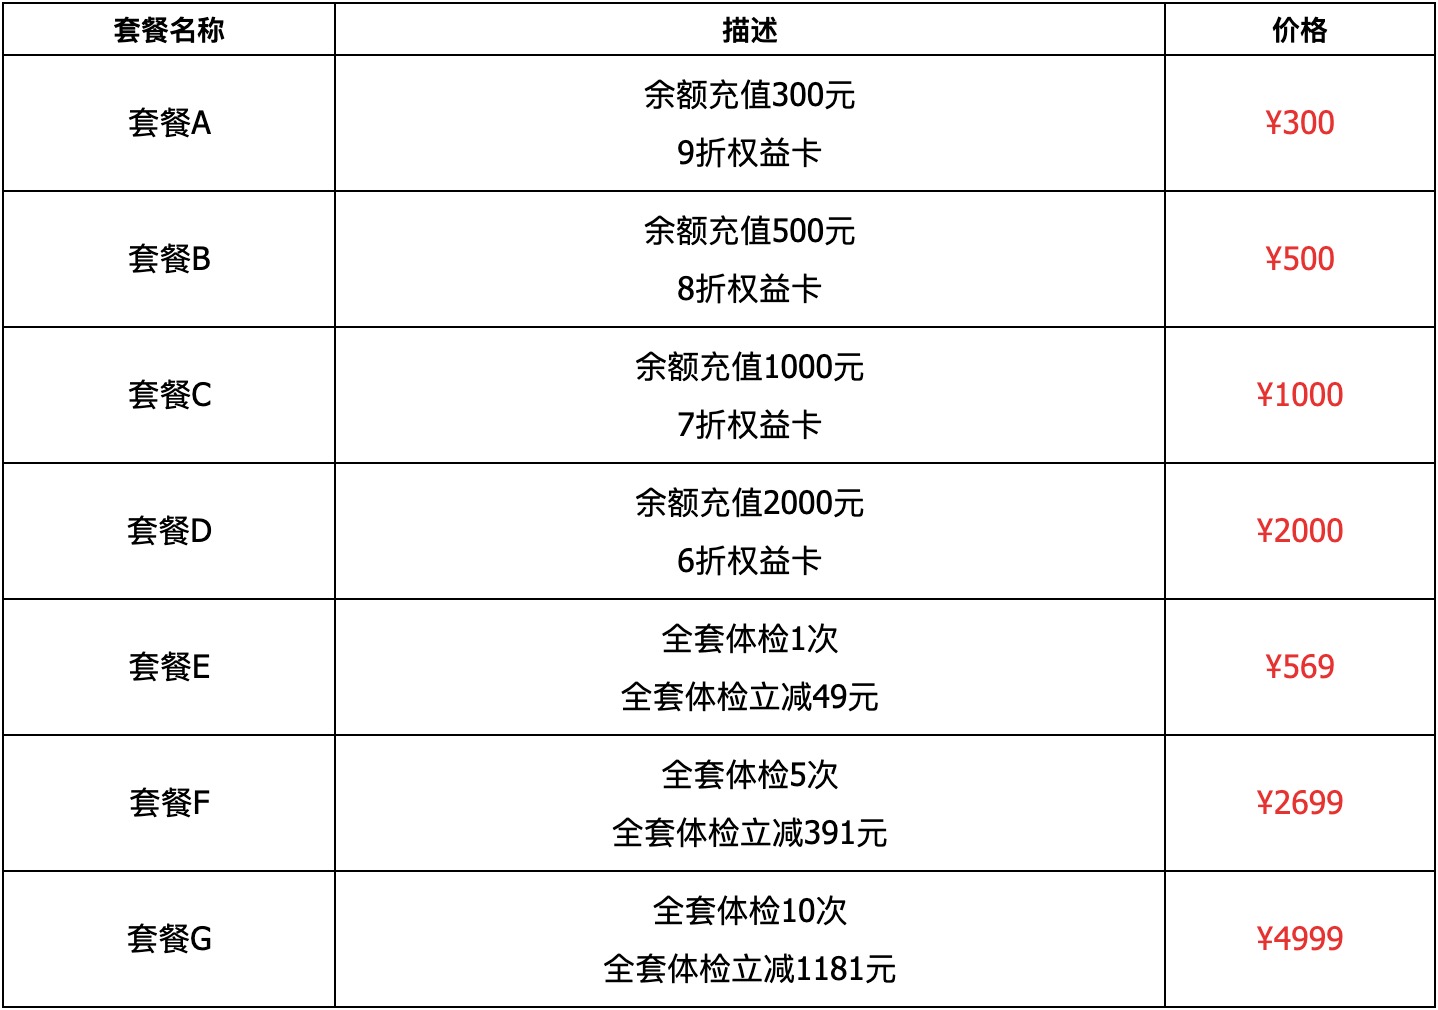 套餐名称 描述 价格
套餐A
余额充值300元
9折权益卡
¥300
套餐B
余额充值500元
8折权益卡
¥500
套餐C
余额充值1000元
7折权益卡
¥1000
套餐D
余额充值2000元
6折权益卡
¥2000
套餐E
全套体检1次
全套体检立减49元
¥569
套餐F
全套体检5次
全套体检立减391元
¥2699
套餐G
全套体检10次
全套体检立减1181元
¥4999